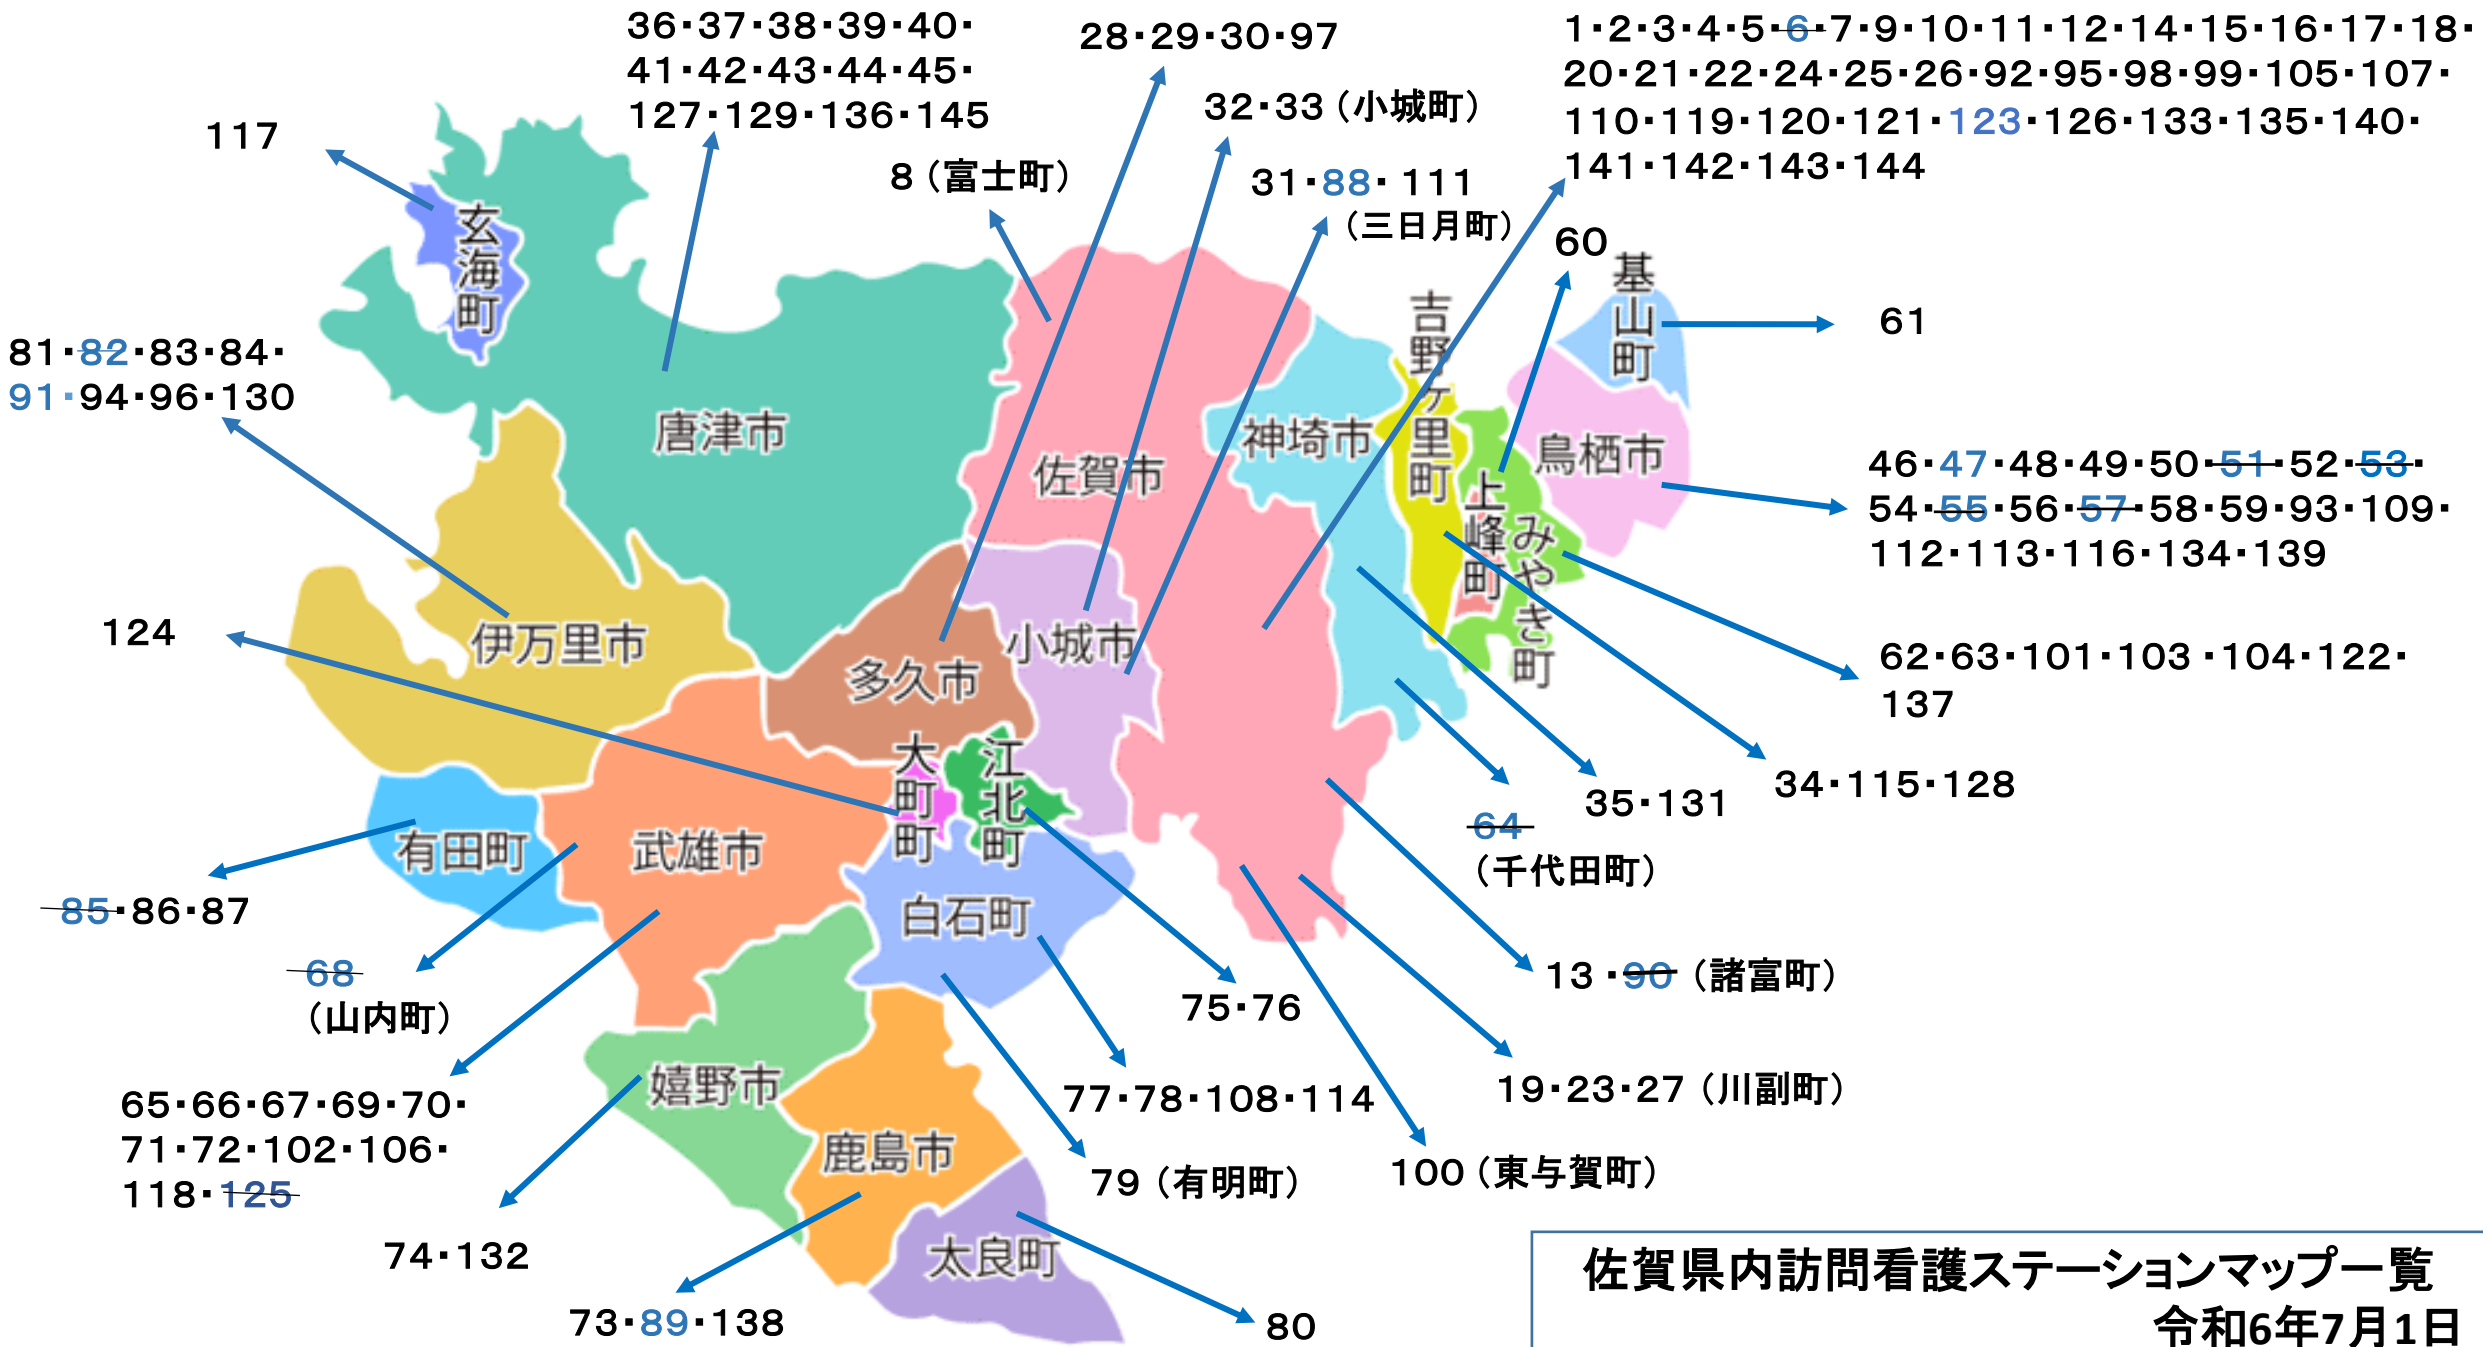 36・37・38・39・40・
41・42・43・44・45・
127・129・136・145
28・29・30・97
1・2・3・4・5・6・7・9・10・11・12・14・15・16・17・18・
20・21・22・24・25・26・92・95・98・99・105・107・
110・119・120・121・123・126・133・135・140・
141・142・143・144
117
32・33（小城町）
8（富士町）
31・88・111
（三日月町）
60
61
玄海町
基山町
吉野ヶ里町
81・82・83・84・
91・94・96・130
唐津市
佐賀市
神埼市
鳥栖市
上峰町
みやき町
46・47・48・49・50・51・52・53・
54・55・56・57・58・59・93・109・
112・113・116・134・139
124
伊万里市
多久市
小城市
62・63・101・103・104・122・
137
大町町
江北町
34・115・128
35・131
64
（千代田町）
有田町
武雄市
白石町
85・86・87
68
（山内町）
13・90（諸富町）
75・76
65・66・67・69・70・
71・72・102・106・
118・125
嬉野市
77・78・108・114
19・23・27（川副町）
鹿島市
79（有明町）
100（東与賀町）
74・132
太良町
73・89・138
80
佐賀県内訪問看護ステーションマップ一覧
令和6年7月1日